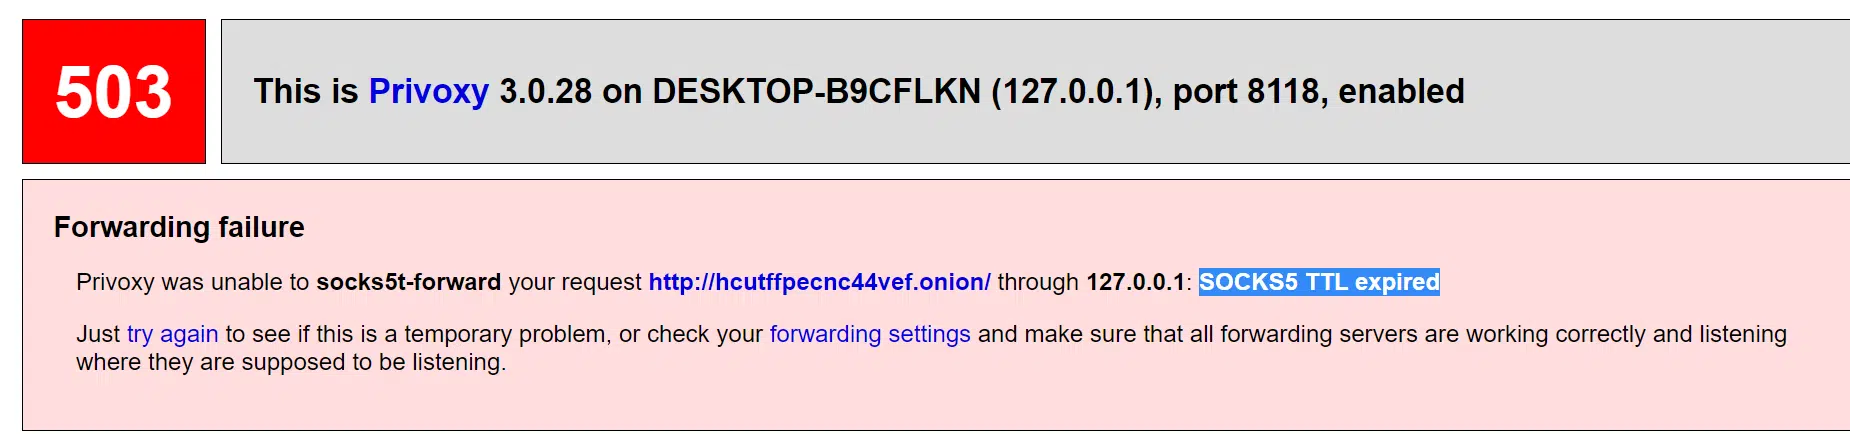 503
This is Privoxy 3.0.28 on DESKTOP-B9CFLKN (127.0.0.1), port 8118, enabled
Forwarding failure
Privoxy was unable to socks5t-forward your request http://hcutffpecnc44vef.onion/ through 127.0.0.1: SOCKS5 TTL expired
Just try again to see if this is a temporary problem, or check your forwarding settings and make sure that all forwarding servers are working correctly and listening
where they are supposed to be listening.